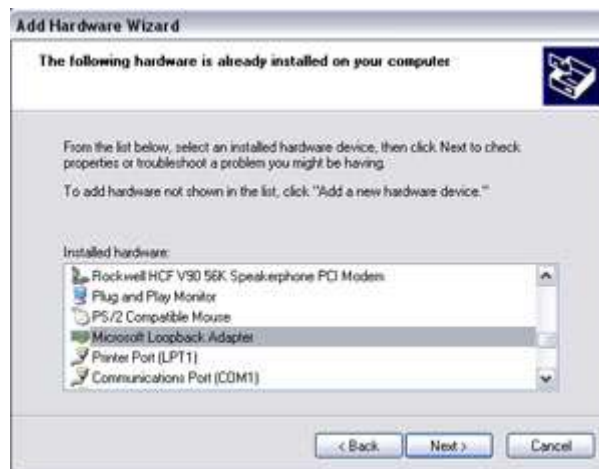 Add Hardware Wizard
The following hardware is already installed on your computer
From the list below, select an installed hardware device, then click Next to check
properties or troubleshoot a problem you might be having.
To add hardware not shown in the list, click "Add a new hardware device."
Installed hardware:
Rockwell HCF V90 56K Speakerphone PCI Modem
Plug and Play Monitor
PS/2 Compatible Mouse
Microsoft Loopback Adapter
Printer Port (LPT1)
Communications Port (COM1)
< Back Next > Cancel